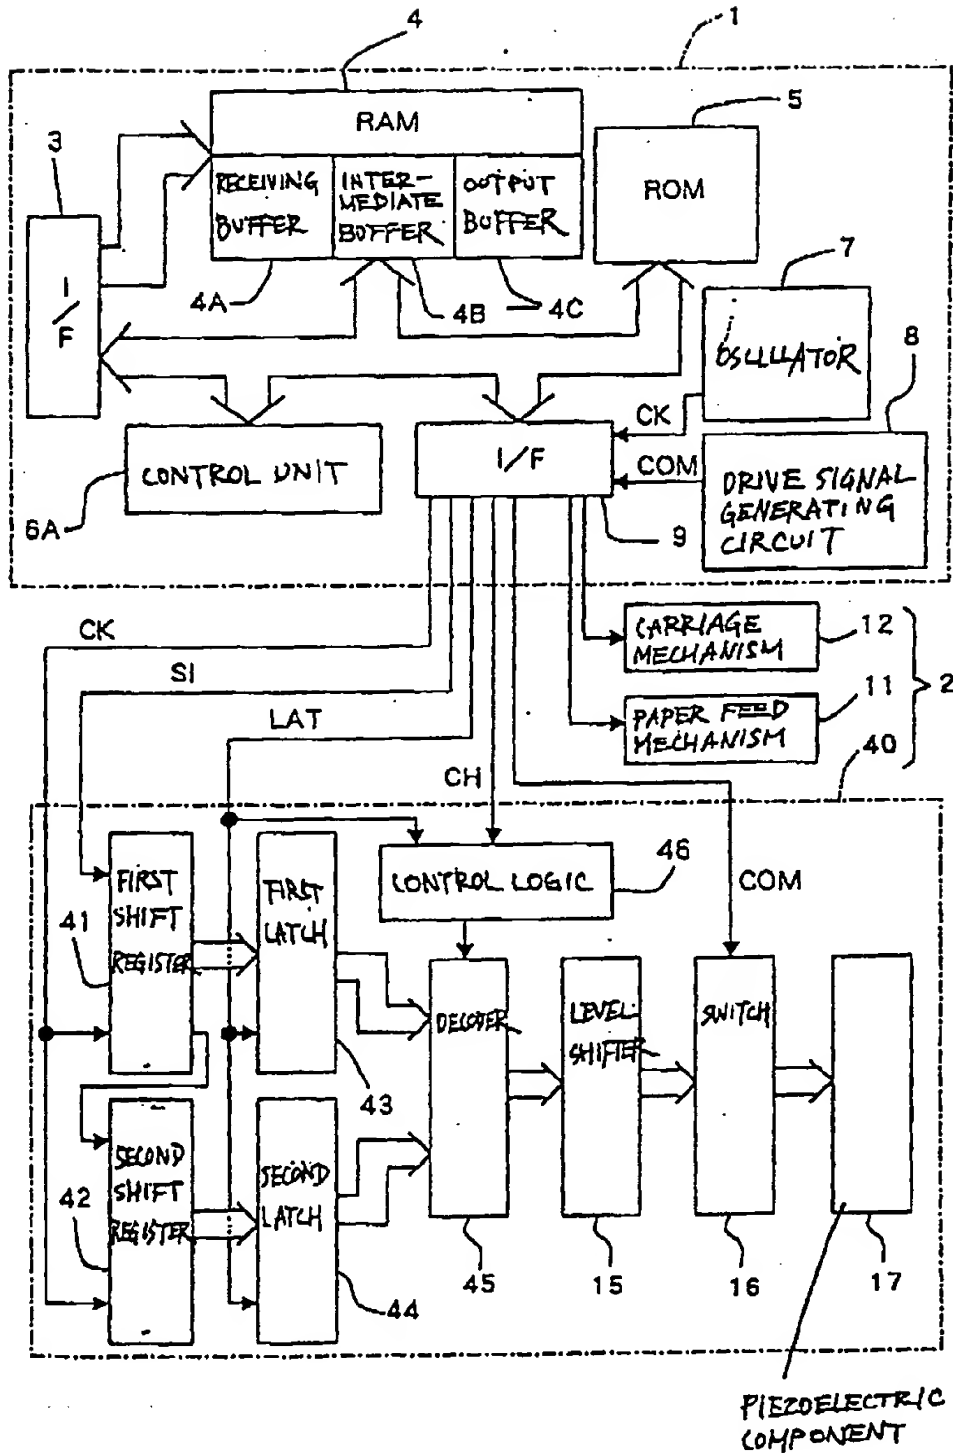 4
1
RAM
5
3
RECEIVING
BUFFER
INTER-
MEDIATE
BUFFER
OUTPUT
BUFFER
ROM
7
I/F
4A
4B
4C
OSCILLATOR
8
CK
CONTROL UNIT
I/F
COM
DRIVE SIGNAL
GENERATING
CIRCUIT
6A
9
CK
CARRIAGE
MECHANISM
12
SI
2
LAT
PAPER FEED
MECHANISM
11
40
CH
46
FIRST
SHIFT
REGISTER
FIRST
LATCH
CONTROL LOGIC
COM
41
DECODER
LEVEL
SHIFTER
SWITCH
43
SECOND
SHIFT
REGISTER
SECOND
LATCH
42
45
15
16
17
44
PIEZOELECTRIC
COMPONENT